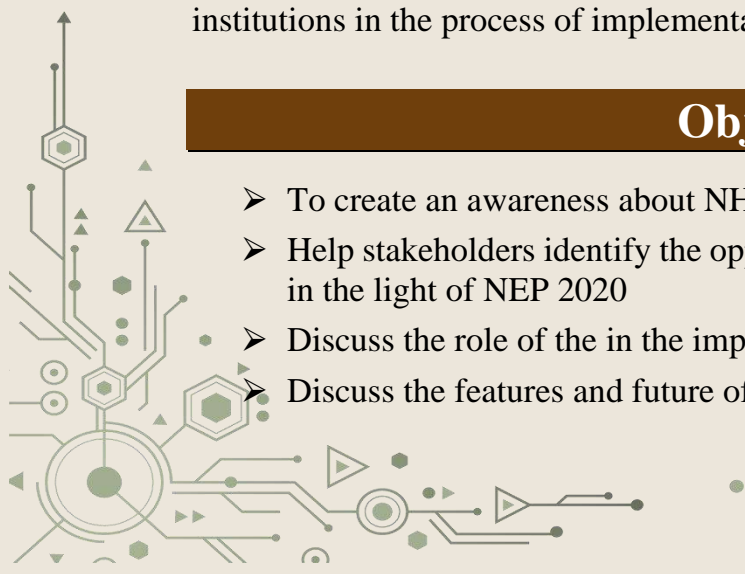 institutions in the process of implementa
Obj
➢ To create an awareness about NH
➢ Help stakeholders identify the op
in the light of NEP 2020
➢ Discuss the role of the in the imp
➢ Discuss the features and future of